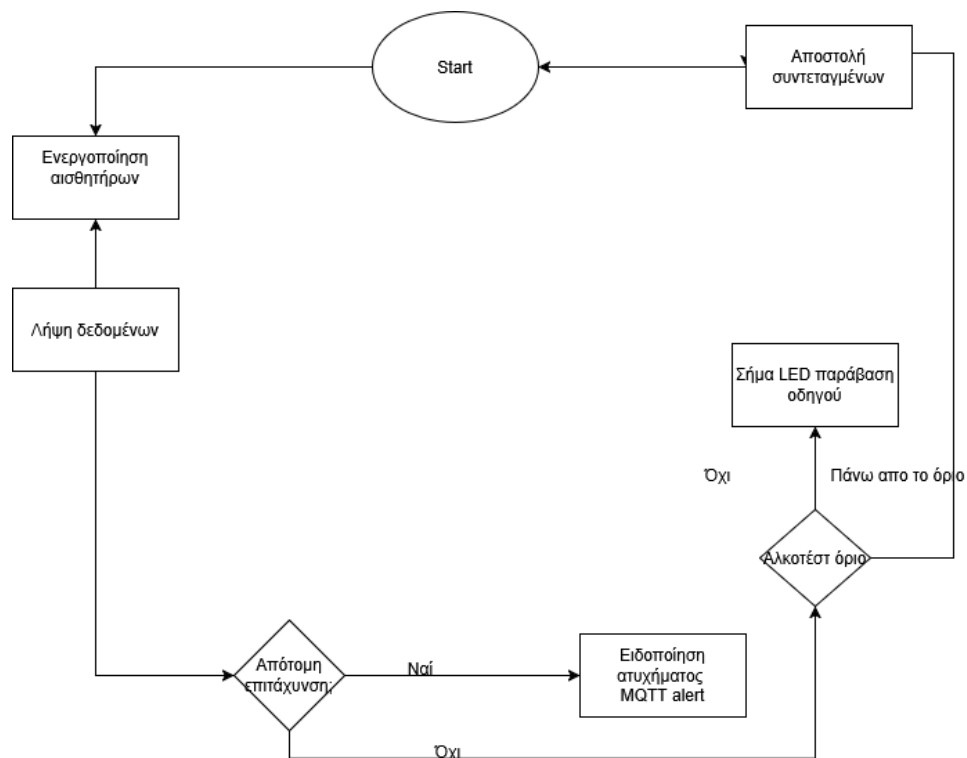 Start
Αποστολή
συντεταγμένων
Ενεργοποίηση
αισθητήρων
Λήψη δεδομένων
Σήμα LED παράβαση
οδηγού
Όχι
Πάνω απο το όριο
Αλκοτέστ όριο
Απότομη
επιτάχυνση;
Ναί
Ειδοποίηση
ατυχήματος
MQTT alert
Όχι